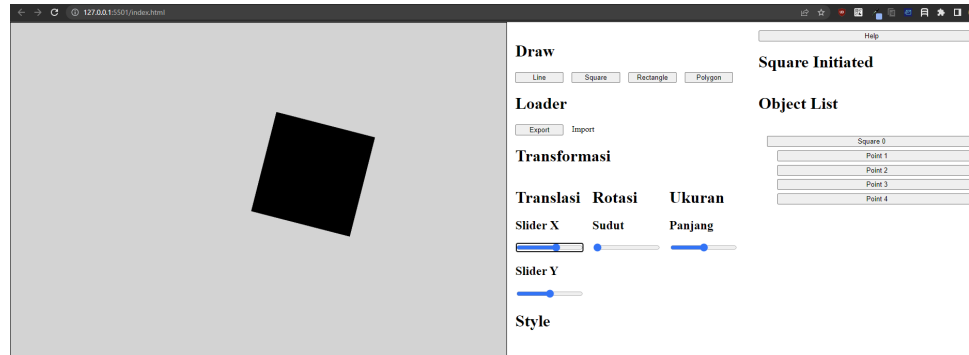 127.0.0.1:5501/index.html
Draw
Line Square Rectangle Polygon
Loader
Export Import
Transformasi
Translasi Rotasi Ukuran
Slider X Sudut Panjang
Slider Y
Style
Help
Square Initiated
Object List
Square 0
Point 1
Point 2
Point 3
Point 4